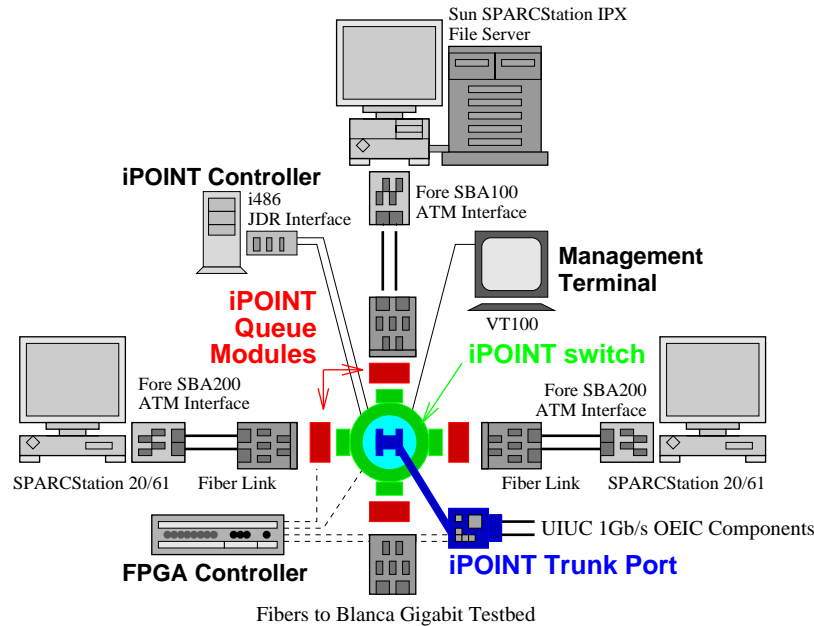 Sun SPARCStation IPX
File Server
iPOINT Controller
i486
JDR Interface
Fore SBA100
ATM Interface
Management
Terminal
VT100
iPOINT
Queue
Modules
iPOINT switch
Fore SBA200
ATM Interface
Fore SBA200
ATM Interface
SPARCStation 20/61
Fiber Link
Fiber Link
SPARCStation 20/61
UIUC 1Gb/s OEIC Components
FPGA Controller
iPOINT Trunk Port
Fibers to Blanca Gigabit Testbed